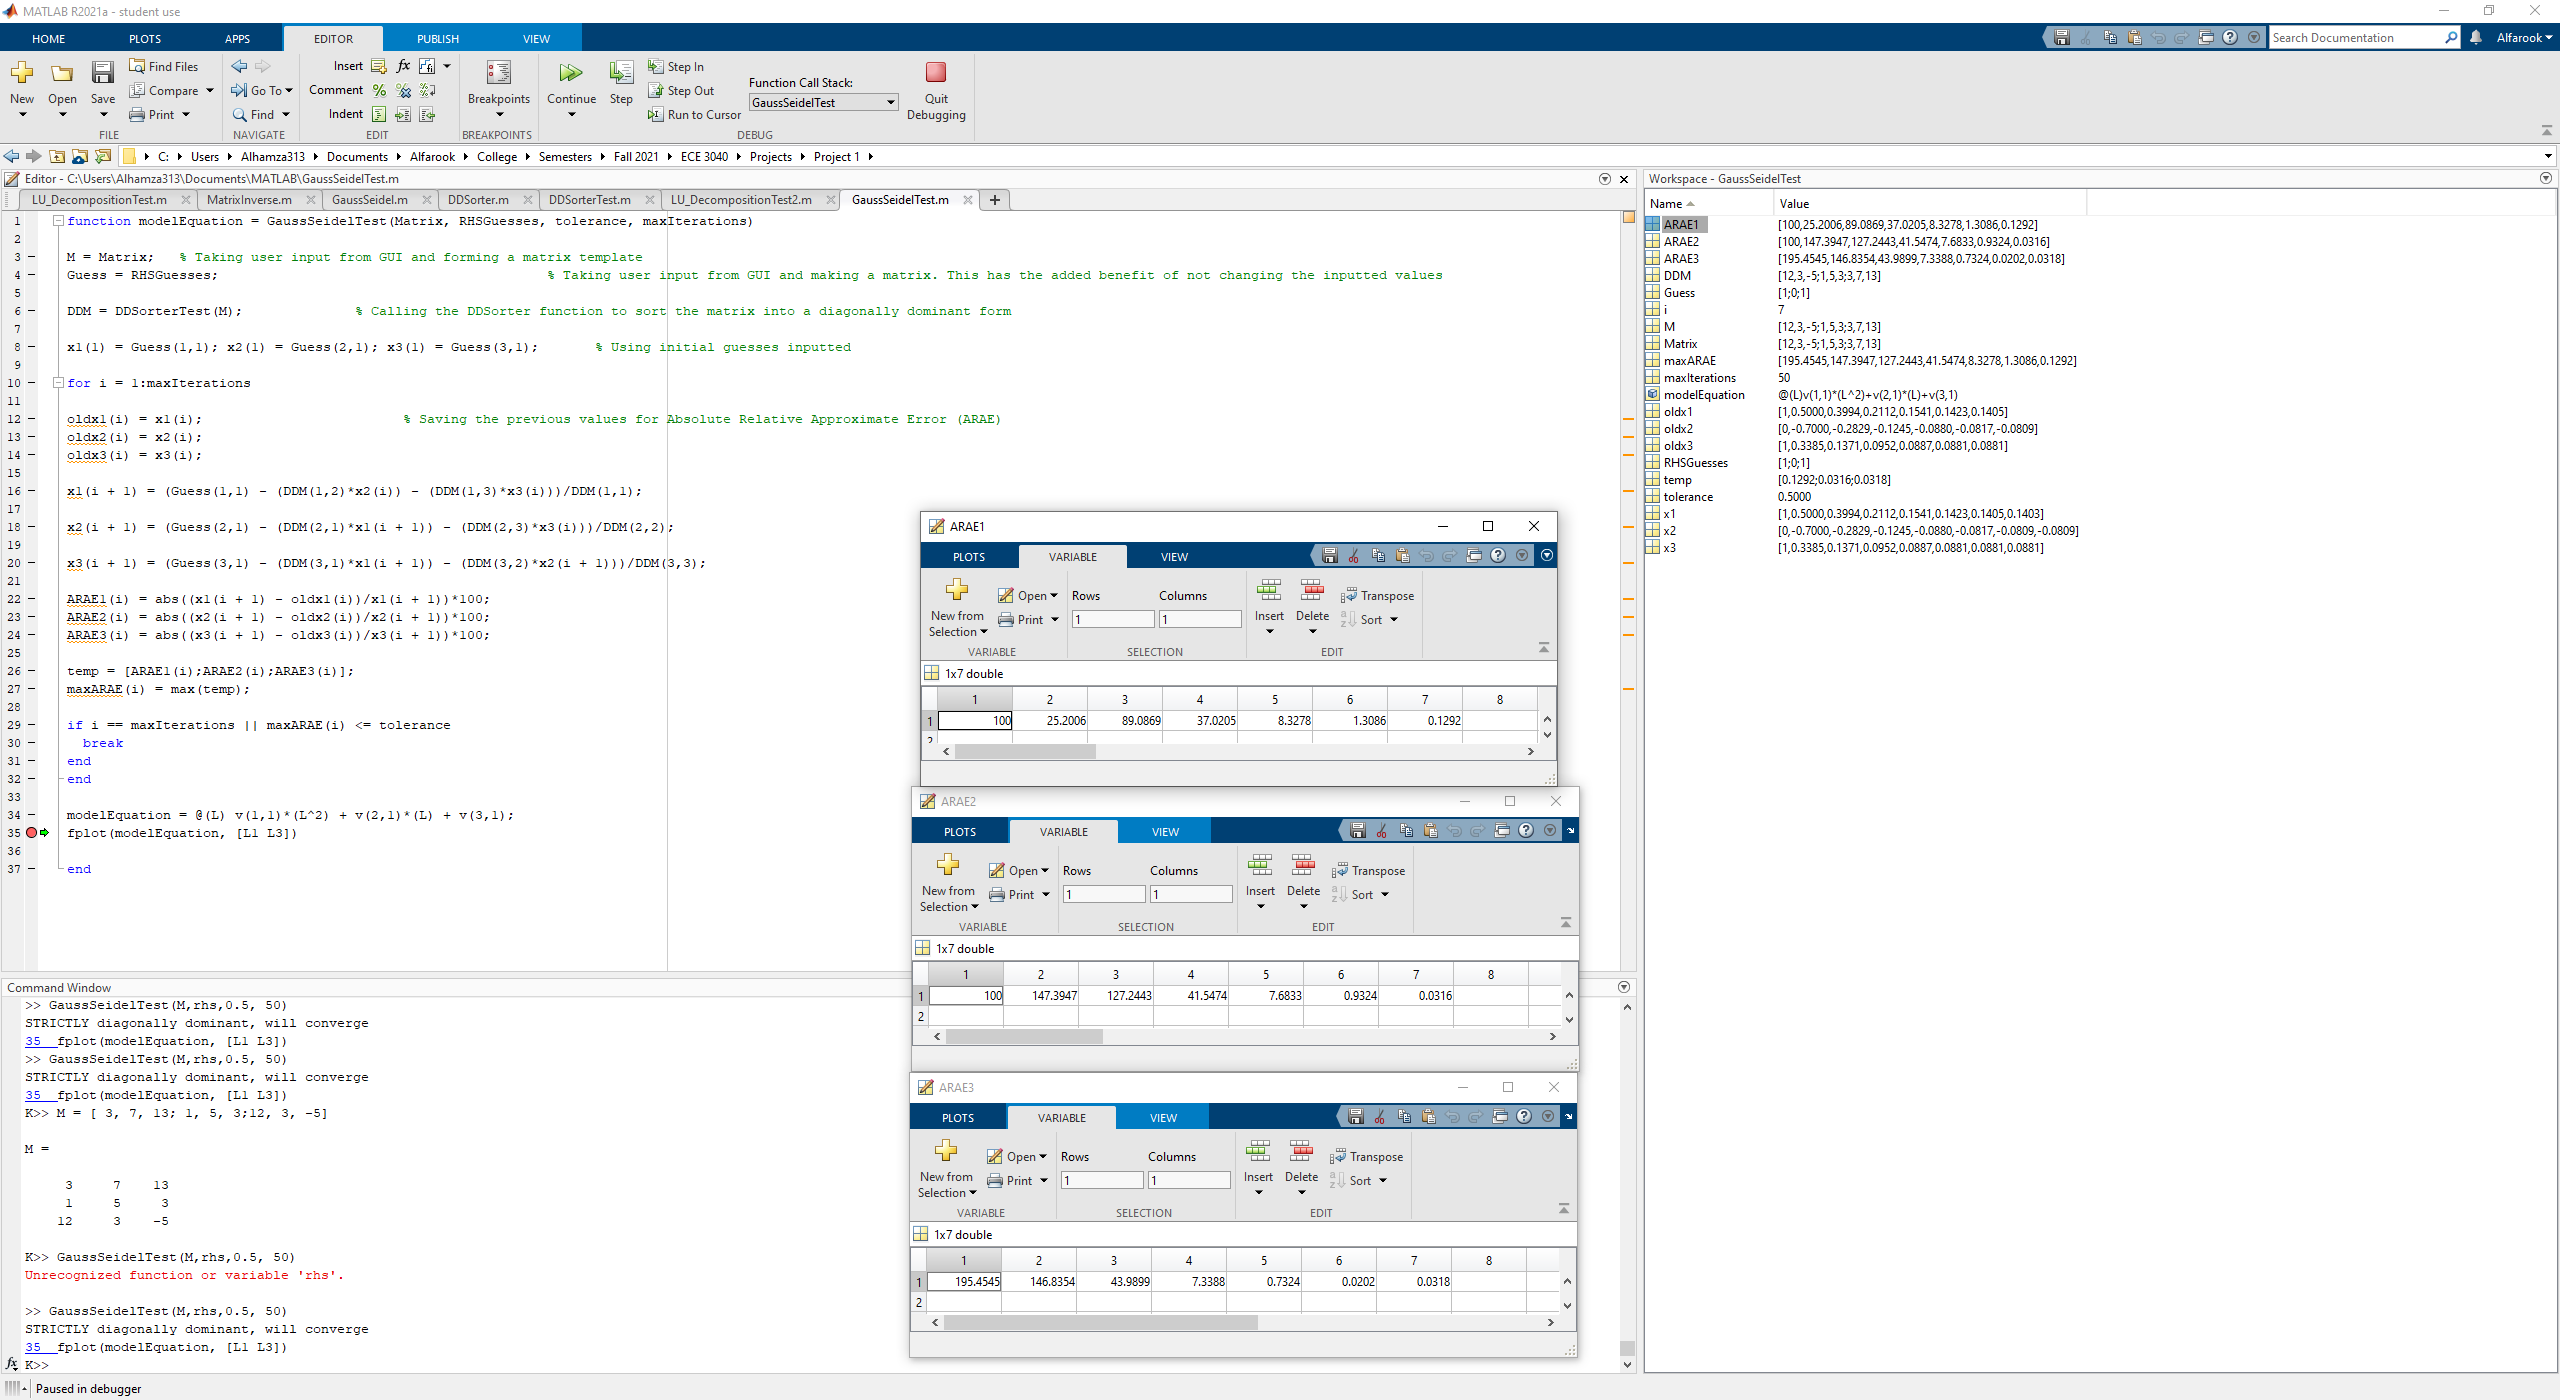 MATLAB R2021a - student use
HOME PLOTS APPS EDITOR PUBLISH VIEW
Search Documentation
Alfarook
New Open Save
Find Files
Compare
Print
FILE
Go To
Find
NAVIGATE
Insert fx
Comment
Indent
EDIT
Breakpoints
BREAKPOINTS
Continue Step
Step In
Step Out
Run to Cursor
Function Call Stack:
GaussSeidelTest
Quit Debugging
DEBUG
C: Users Alhamza313 Documents Alfarook College Semesters Fall 2021 ECE 3040 Projects Project 1
Editor - C:\Users\Alhamza313\Documents\MATLAB\GaussSeidelTest.m
LU_DecompositionTest.m MatrixInverse.m GaussSeidel.m DDSorter.m DDSorterTest.m LU_DecompositionTest2.m GaussSeidelTest.m
1 function modelEquation = GaussSeidelTest(Matrix, RHSGuesses, tolerance, maxIterations)
2
3 M = Matrix; % Taking user input from GUI and forming a matrix template
4 Guess = RHSGuesses; % Taking user input from GUI and making a matrix. This has the added benefit of not changing the inputted values
5
6 DDM = DDSorterTest(M); % Calling the DDSorter function to sort the matrix into a diagonally dominant form
7
8 x1(1) = Guess(1,1); x2(1) = Guess(2,1); x3(1) = Guess(3,1); % Using initial guesses inputted
9
10 for i = 1:maxIterations
11
12 oldx1(i) = x1(i); % Saving the previous values for Absolute Relative Approximate Error (ARAE)
13 oldx2(i) = x2(i);
14 oldx3(i) = x3(i);
15
16 x1(i + 1) = (Guess(1,1) - (DDM(1,2)*x2(i)) - (DDM(1,3)*x3(i)))/DDM(1,1);
17
18 x2(i + 1) = (Guess(2,1) - (DDM(2,1)*x1(i + 1)) - (DDM(2,3)*x3(i)))/DDM(2,2);
19
20 x3(i + 1) = (Guess(3,1) - (DDM(3,1)*x1(i + 1)) - (DDM(3,2)*x2(i + 1)))/DDM(3,3);
21
22 ARAE1(i) = abs((x1(i + 1) - oldx1(i))/x1(i + 1))*100;
23 ARAE2(i) = abs((x2(i + 1) - oldx2(i))/x2(i + 1))*100;
24 ARAE3(i) = abs((x3(i + 1) - oldx3(i))/x3(i + 1))*100;
25
26 temp = [ARAE1(i);ARAE2(i);ARAE3(i)];
27 maxARAE(i) = max(temp);
28
29 if i == maxIterations || maxARAE(i) <= tolerance
30 break
31 end
32 end
33
34 modelEquation = @(L) v(1,1)*(L^2) + v(2,1)*(L) + v(3,1);
35 fplot(modelEquation, [L1 L3])
36
37 end
Command Window
>> GaussSeidelTest(M,rhs,0.5, 50)
STRICTLY diagonally dominant, will converge
35 fplot(modelEquation, [L1 L3])
>> GaussSeidelTest(M,rhs,0.5, 50)
STRICTLY diagonally dominant, will converge
35 fplot(modelEquation, [L1 L3])
K>> M = [ 3, 7, 13; 1, 5, 3;12, 3, -5]
M =
3 7 13
1 5 3
12 3 -5
K>> GaussSeidelTest(M,rhs,0.5, 50)
Unrecognized function or variable 'rhs'.
>> GaussSeidelTest(M,rhs,0.5, 50)
STRICTLY diagonally dominant, will converge
35 fplot(modelEquation, [L1 L3])
fx K>>
Paused in debugger
ARAE1
PLOTS VARIABLE VIEW
New from Selection
Open
Print
Rows Columns
1 1
Insert Delete
Transpose
Sort
VARIABLE SELECTION EDIT
1x7 double
1 2 3 4 5 6 7 8
1 100 25.2006 89.0869 37.0205 8.3278 1.3086 0.1292
2
ARAE2
PLOTS VARIABLE VIEW
New from Selection
Open
Print
Rows Columns
1 1
Insert Delete
Transpose
Sort
VARIABLE SELECTION EDIT
1x7 double
1 2 3 4 5 6 7 8
1 100 147.3947 127.2443 41.5474 7.6833 0.9324 0.0316
2
ARAE3
PLOTS VARIABLE VIEW
New from Selection
Open
Print
Rows Columns
1 1
Insert Delete
Transpose
Sort
VARIABLE SELECTION EDIT
1x7 double
1 2 3 4 5 6 7 8
1 195.4545 146.8354 43.9899 7.3388 0.7324 0.0202 0.0318
2
Workspace - GaussSeidelTest
Name Value
ARAE1 [100,25.2006,89.0869,37.0205,8.3278,1.3086,0.1292]
ARAE2 [100,147.3947,127.2443,41.5474,7.6833,0.9324,0.0316]
ARAE3 [195.4545,146.8354,43.9899,7.3388,0.7324,0.0202,0.0318]
DDM [12,3,-5;1,5,3;3,7,13]
Guess [1;0;1]
i 7
M [12,3,-5;1,5,3;3,7,13]
Matrix [12,3,-5;1,5,3;3,7,13]
maxARAE [195.4545,147.3947,127.2443,41.5474,8.3278,1.3086,0.1292]
maxIterations 50
modelEquation @(L)v(1,1)*(L^2)+v(2,1)*(L)+v(3,1)
oldx1 [1,0.5000,0.3994,0.2112,0.1541,0.1423,0.1405]
oldx2 [0,-0.7000,-0.2829,-0.1245,-0.0880,-0.0817,-0.0809]
oldx3 [1,0.3385,0.1371,0.0952,0.0887,0.0881,0.0881]
RHSGuesses [1;0;1]
temp [0.1292;0.0316;0.0318]
tolerance 0.5000
x1 [1,0.5000,0.3994,0.2112,0.1541,0.1423,0.1405,0.1403]
x2 [0,-0.7000,-0.2829,-0.1245,-0.0880,-0.0817,-0.0809,-0.0809]
x3 [1,0.3385,0.1371,0.0952,0.0887,0.0881,0.0881,0.0881]